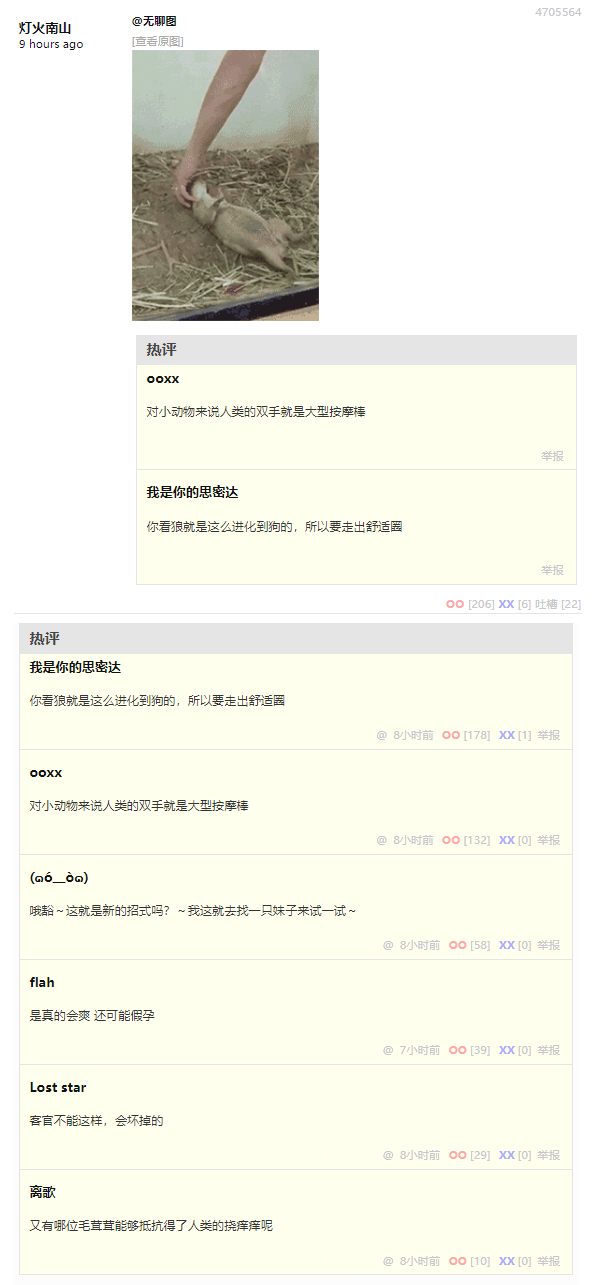 4705564
灯火南山
9 hours ago
@无聊图
[查看原图]
热评
ooxx
对小动物来说人类的双手就是大型按摩棒
举报
我是你的思密达
你看狼就是这么进化到狗的，所以要走出舒适圈
举报
OO [206] XX [6] 吐槽 [22]
热评
我是你的思密达
你看狼就是这么进化到狗的，所以要走出舒适圈
@ 8小时前 OO [178] XX [1] 举报
ooxx
对小动物来说人类的双手就是大型按摩棒
@ 8小时前 OO [132] XX [0] 举报
(ฅó__òฅ)
哦豁～这就是新的招式吗？～我这就去找一只妹子来试一试～
@ 8小时前 OO [58] XX [0] 举报
flah
是真的会爽 还可能假孕
@ 7小时前 OO [39] XX [0] 举报
Lost star
客官不能这样，会坏掉的
@ 8小时前 OO [29] XX [0] 举报
离歌
又有哪位毛茸茸能够抵抗得了人类的挠痒痒呢
@ 8小时前 OO [10] XX [0] 举报